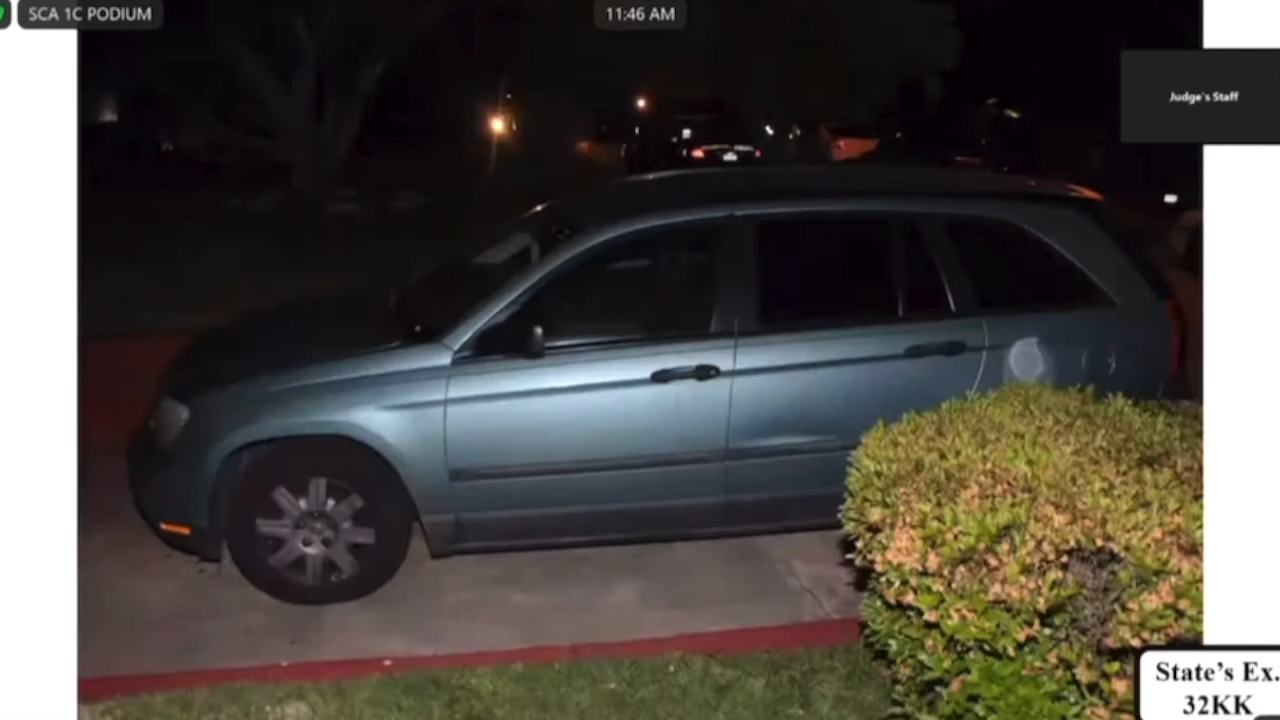 SCA 1C PODIUM
11:46 AM
Judge's Staff
State's Ex.
32KK